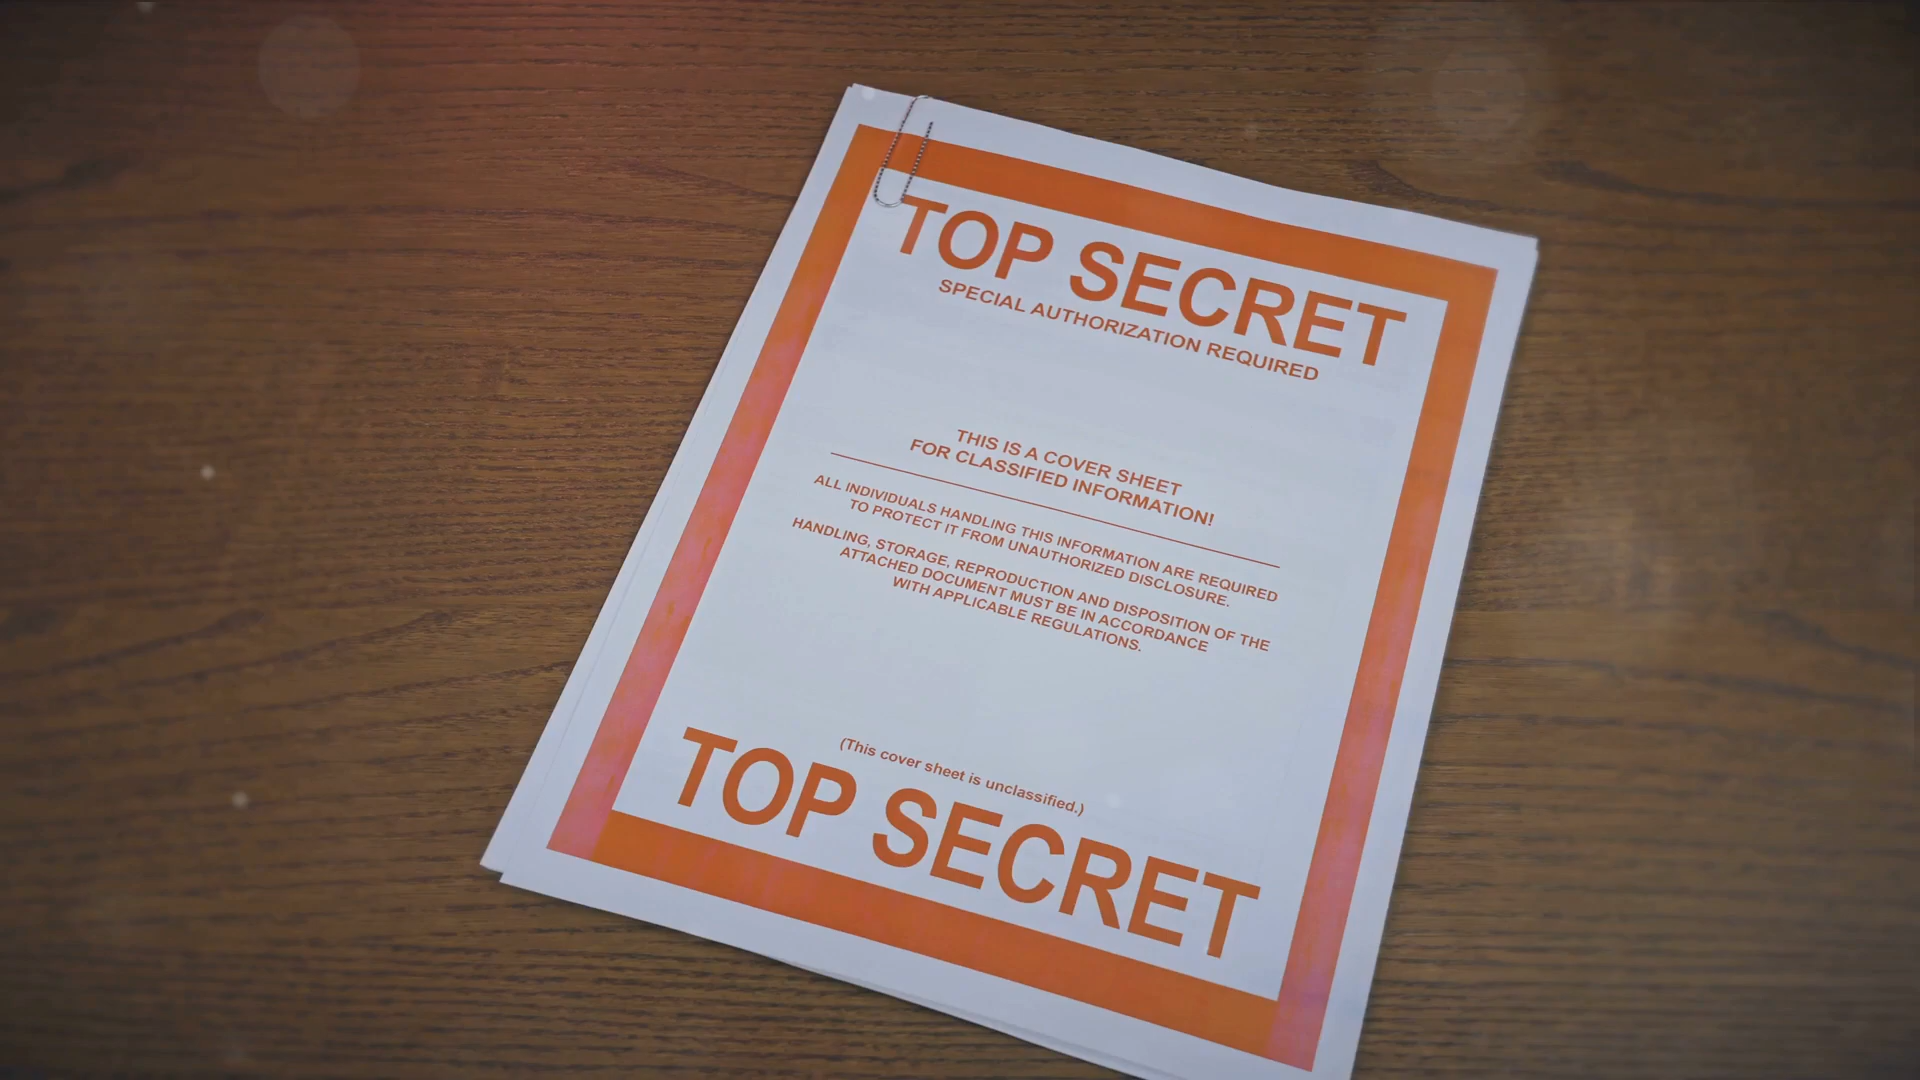 TOP SECRET
SPECIAL AUTHORIZATION REQUIRED
THIS IS A COVER SHEET
FOR CLASSIFIED INFORMATION!
ALL INDIVIDUALS HANDLING THIS INFORMATION ARE REQUIRED
TO PROTECT IT FROM UNAUTHORIZED DISCLOSURE.
HANDLING, STORAGE, REPRODUCTION AND DISPOSITION OF THE
ATTACHED DOCUMENT MUST BE IN ACCORDANCE
WITH APPLICABLE REGULATIONS.
(This cover sheet is unclassified.)
TOP SECRET